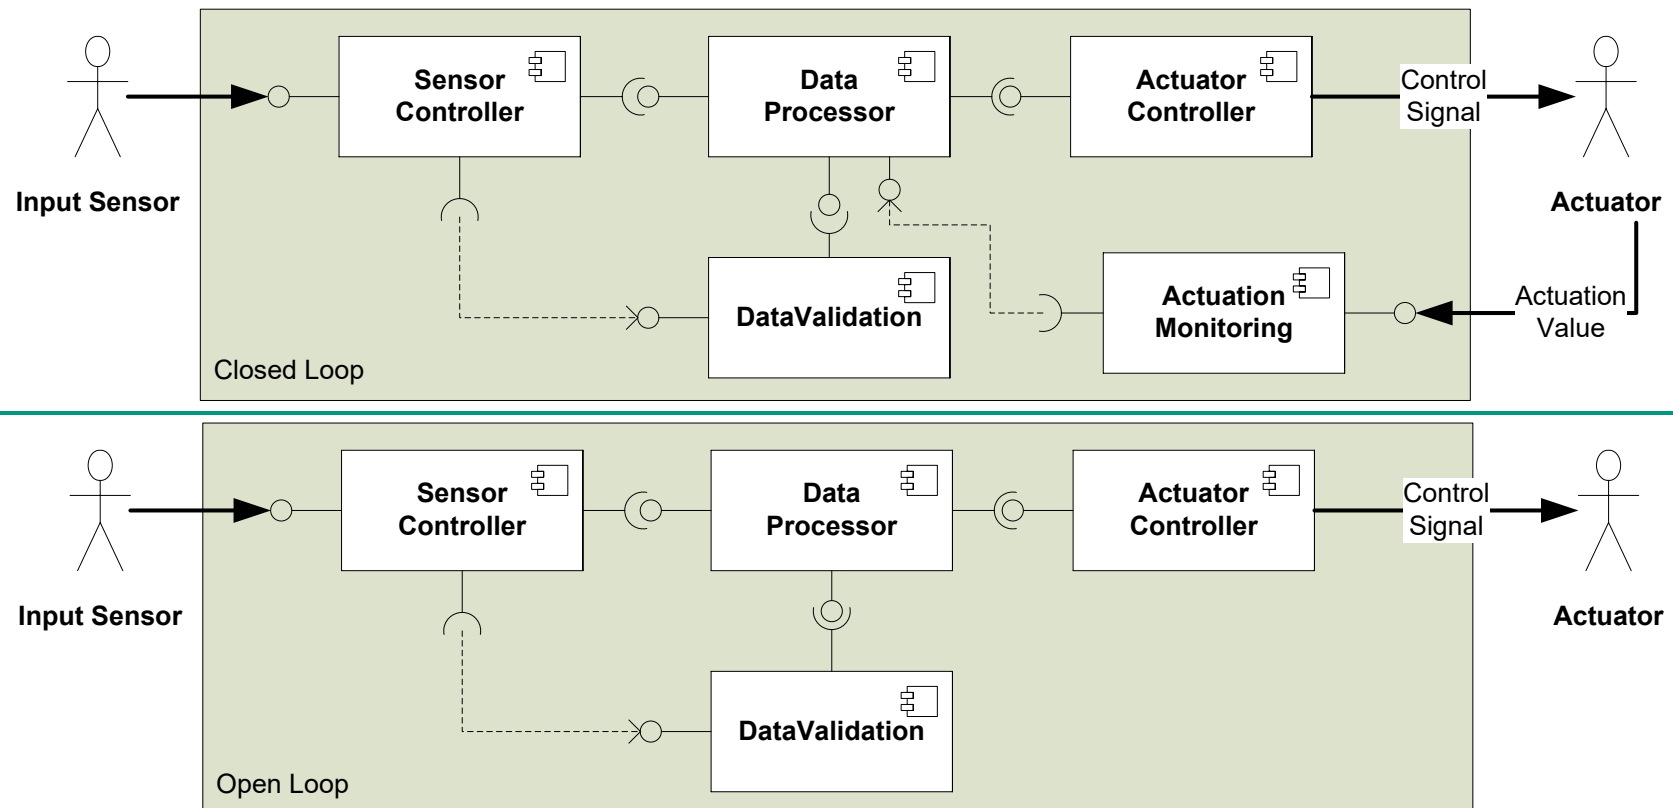 Sensor
Controller
Data
Processor
Actuator
Controller
Control
Signal
Input Sensor
Actuator
DataValidation
Actuation
Monitoring
Actuation
Value
Closed Loop
Sensor
Controller
Data
Processor
Actuator
Controller
Control
Signal
Input Sensor
Actuator
DataValidation
Open Loop